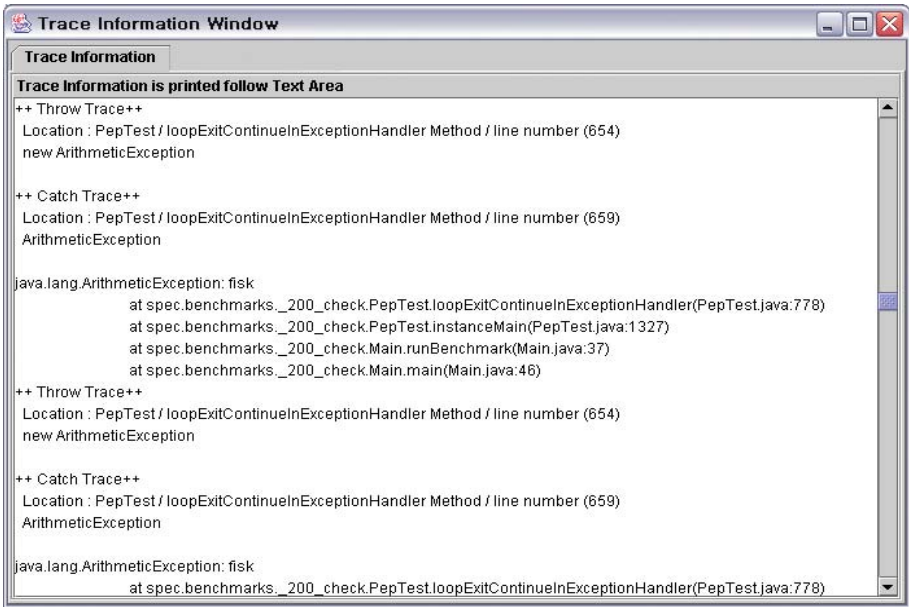 Trace Information Window
Trace Information
Trace Information is printed follow Text Area
++ Throw Trace++
Location : PepTest / loopExitContinueInExceptionHandler Method / line number (654)
new ArithmeticException
++ Catch Trace++
Location : PepTest / loopExitContinueInExceptionHandler Method / line number (659)
ArithmeticException
java.lang.ArithmeticException: fisk
at spec.benchmarks._200_check.PepTest.loopExitContinueInExceptionHandler(PepTest.java:778)
at spec.benchmarks._200_check.PepTest.instanceMain(PepTest.java:1327)
at spec.benchmarks._200_check.Main.runBenchmark(Main.java:37)
at spec.benchmarks._200_check.Main.main(Main.java:46)
++ Throw Trace++
Location : PepTest / loopExitContinueInExceptionHandler Method / line number (654)
new ArithmeticException
++ Catch Trace++
Location : PepTest / loopExitContinueInExceptionHandler Method / line number (659)
ArithmeticException
java.lang.ArithmeticException: fisk
at spec.benchmarks._200_check.PepTest.loopExitContinueInExceptionHandler(PepTest.java:778)